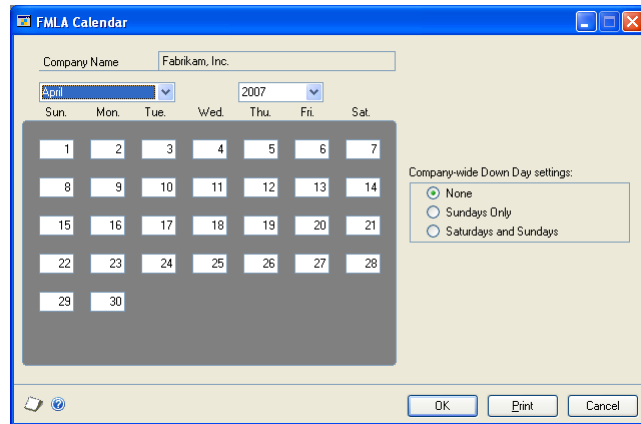 FMLA Calendar
Company Name Fabrikam, Inc.
April 2007
Sun. Mon. Tue. Wed. Thu. Fri. Sat.
1 2 3 4 5 6 7
8 9 10 11 12 13 14
15 16 17 18 19 20 21
22 23 24 25 26 27 28
29 30
Company-wide Down Day settings:
None
Sundays Only
Saturdays and Sundays
OK Print Cancel